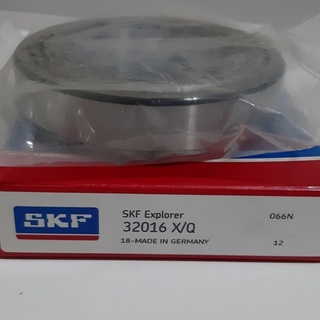 SKF
SKF Explorer 066N
32016 X/Q
18-MADE IN GERMANY 12